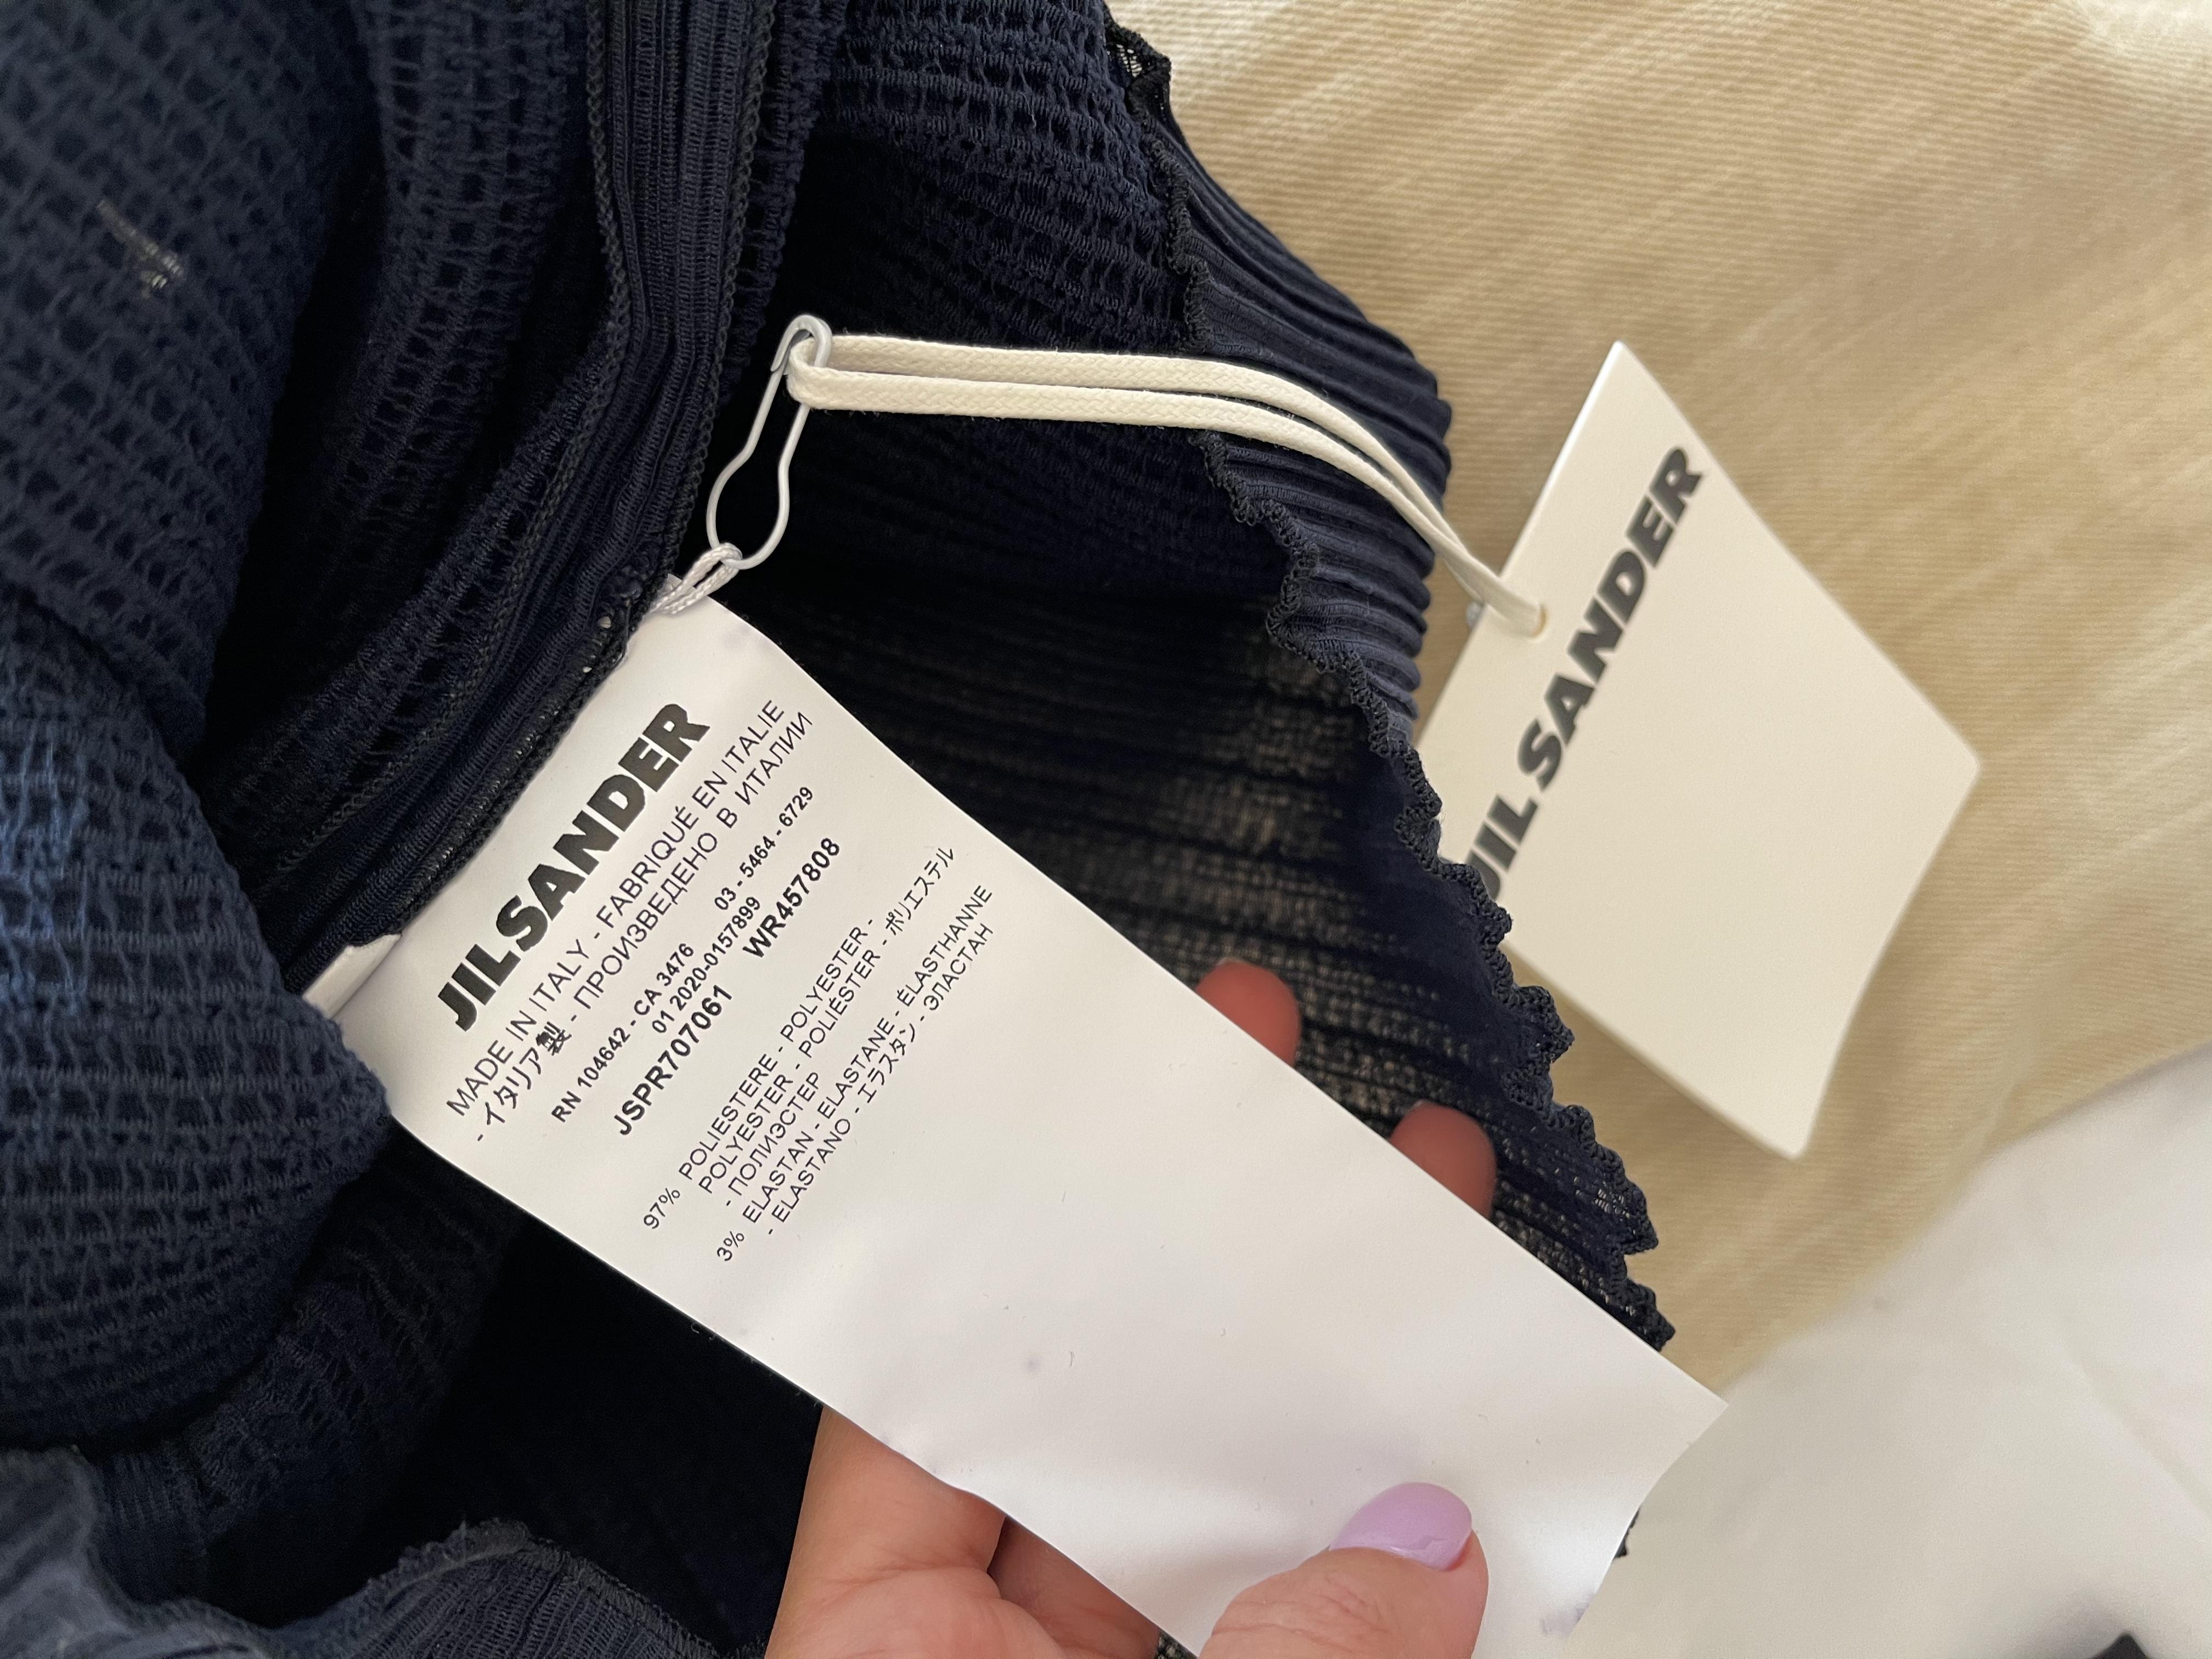 JIL SANDER
MADE IN ITALY - FABRIQUÉ EN ITALIE
- イタリア製 - ПРОИЗВЕДЕНО В ИТАЛИИ
RN 104642 - CA 3476 03 - 5464 - 6729
01 2020-0157899
JSPR707061 WR457808
97% POLIESTERE - POLYESTER -
POLYESTER - POLIÉSTER - ポリエステル
- ПОЛИЭСТЕР
3% ELASTAN - ELASTANE - ÉLASTHANNE
- ELASTANO - エラスタン - ЭЛАСТАН
JIL SANDER